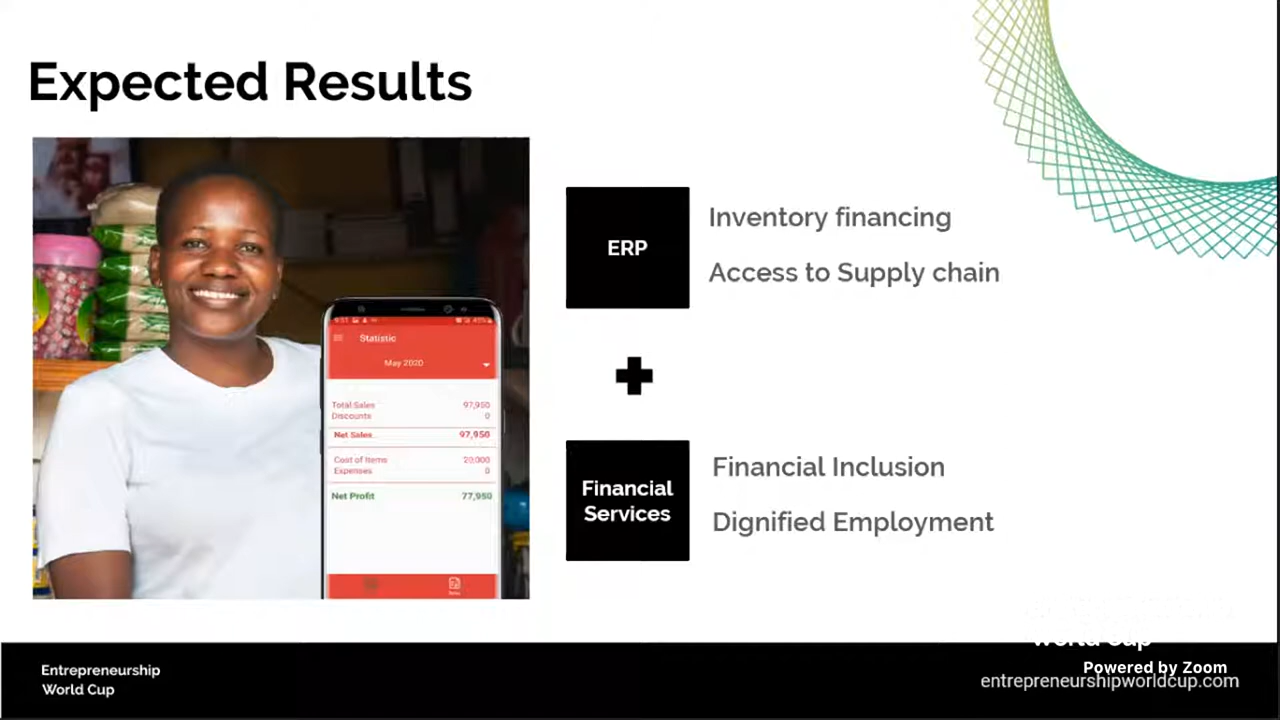 Expected Results
Statistic
May 2020
Total Sales 97,950
Discounts 0
Net Sales 97,950
Cost of Items 20,000
Expenses 0
Net Profit 77,950
ERP
Inventory financing
Access to Supply chain
Financial
Services
Financial Inclusion
Dignified Employment
Entrepreneurship
World Cup
World Cup
Powered by Zoom
entrepreneurshipworldcup.com